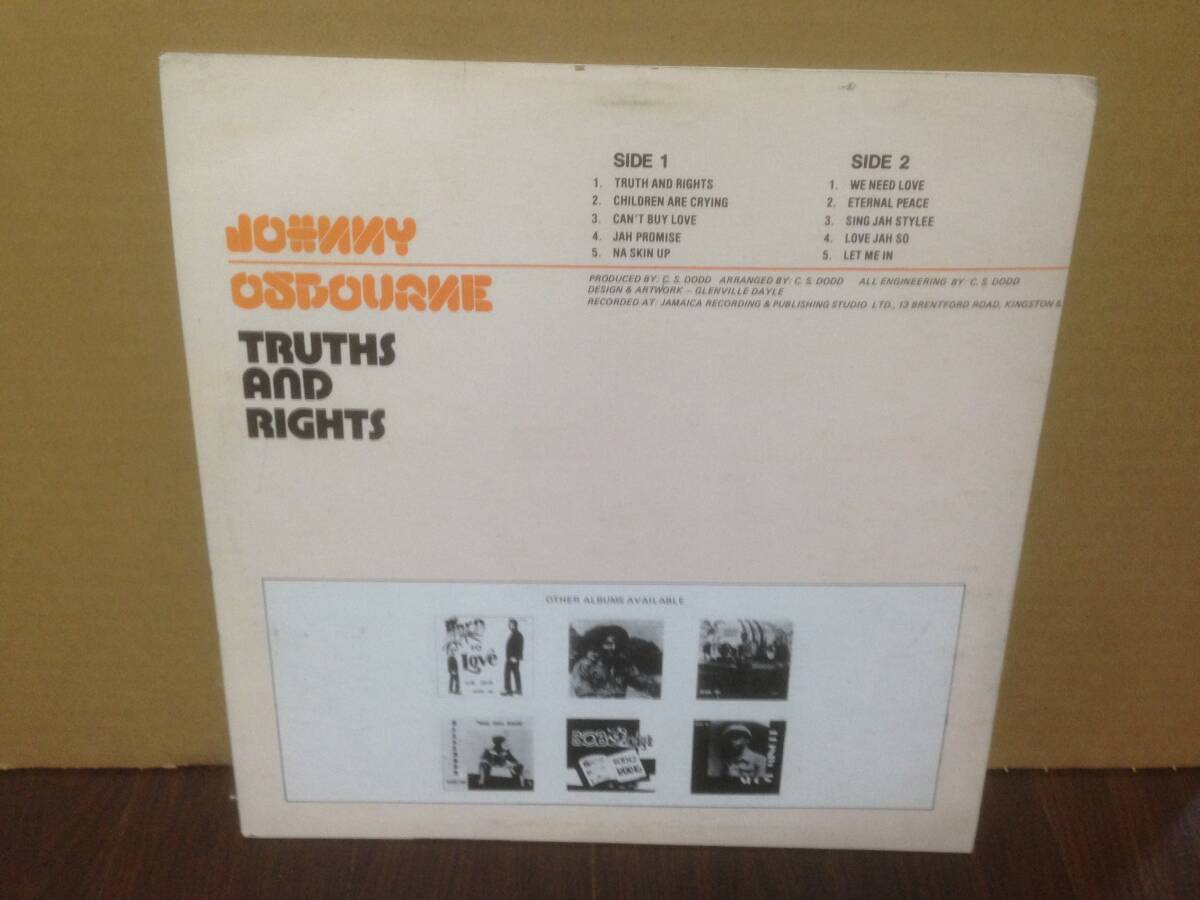 SIDE 1
1. TRUTH AND RIGHTS
2. CHILDREN ARE CRYING
3. CAN'T BUY LOVE
4. JAH PROMISE
5. NA SKIN UP
SIDE 2
1. WE NEED LOVE
2. ETERNAL PEACE
3. SING JAH STYLEE
4. LOVE JAH SO
5. LET ME IN
JOHNNY
OSBOURNE
PRODUCED BY: C. S. DODD ARRANGED BY: C. S. DODD ALL ENGINEERING BY: C. S. DODD
DESIGN & ARTWORK – GLENVILLE DAYLE
RECORDED AT: JAMAICA RECORDING & PUBLISHING STUDIO LTD., 13 BRENTFORD ROAD, KINGSTON
TRUTHS
AND
RIGHTS
OTHER ALBUMS AVAILABLE
TO
Love